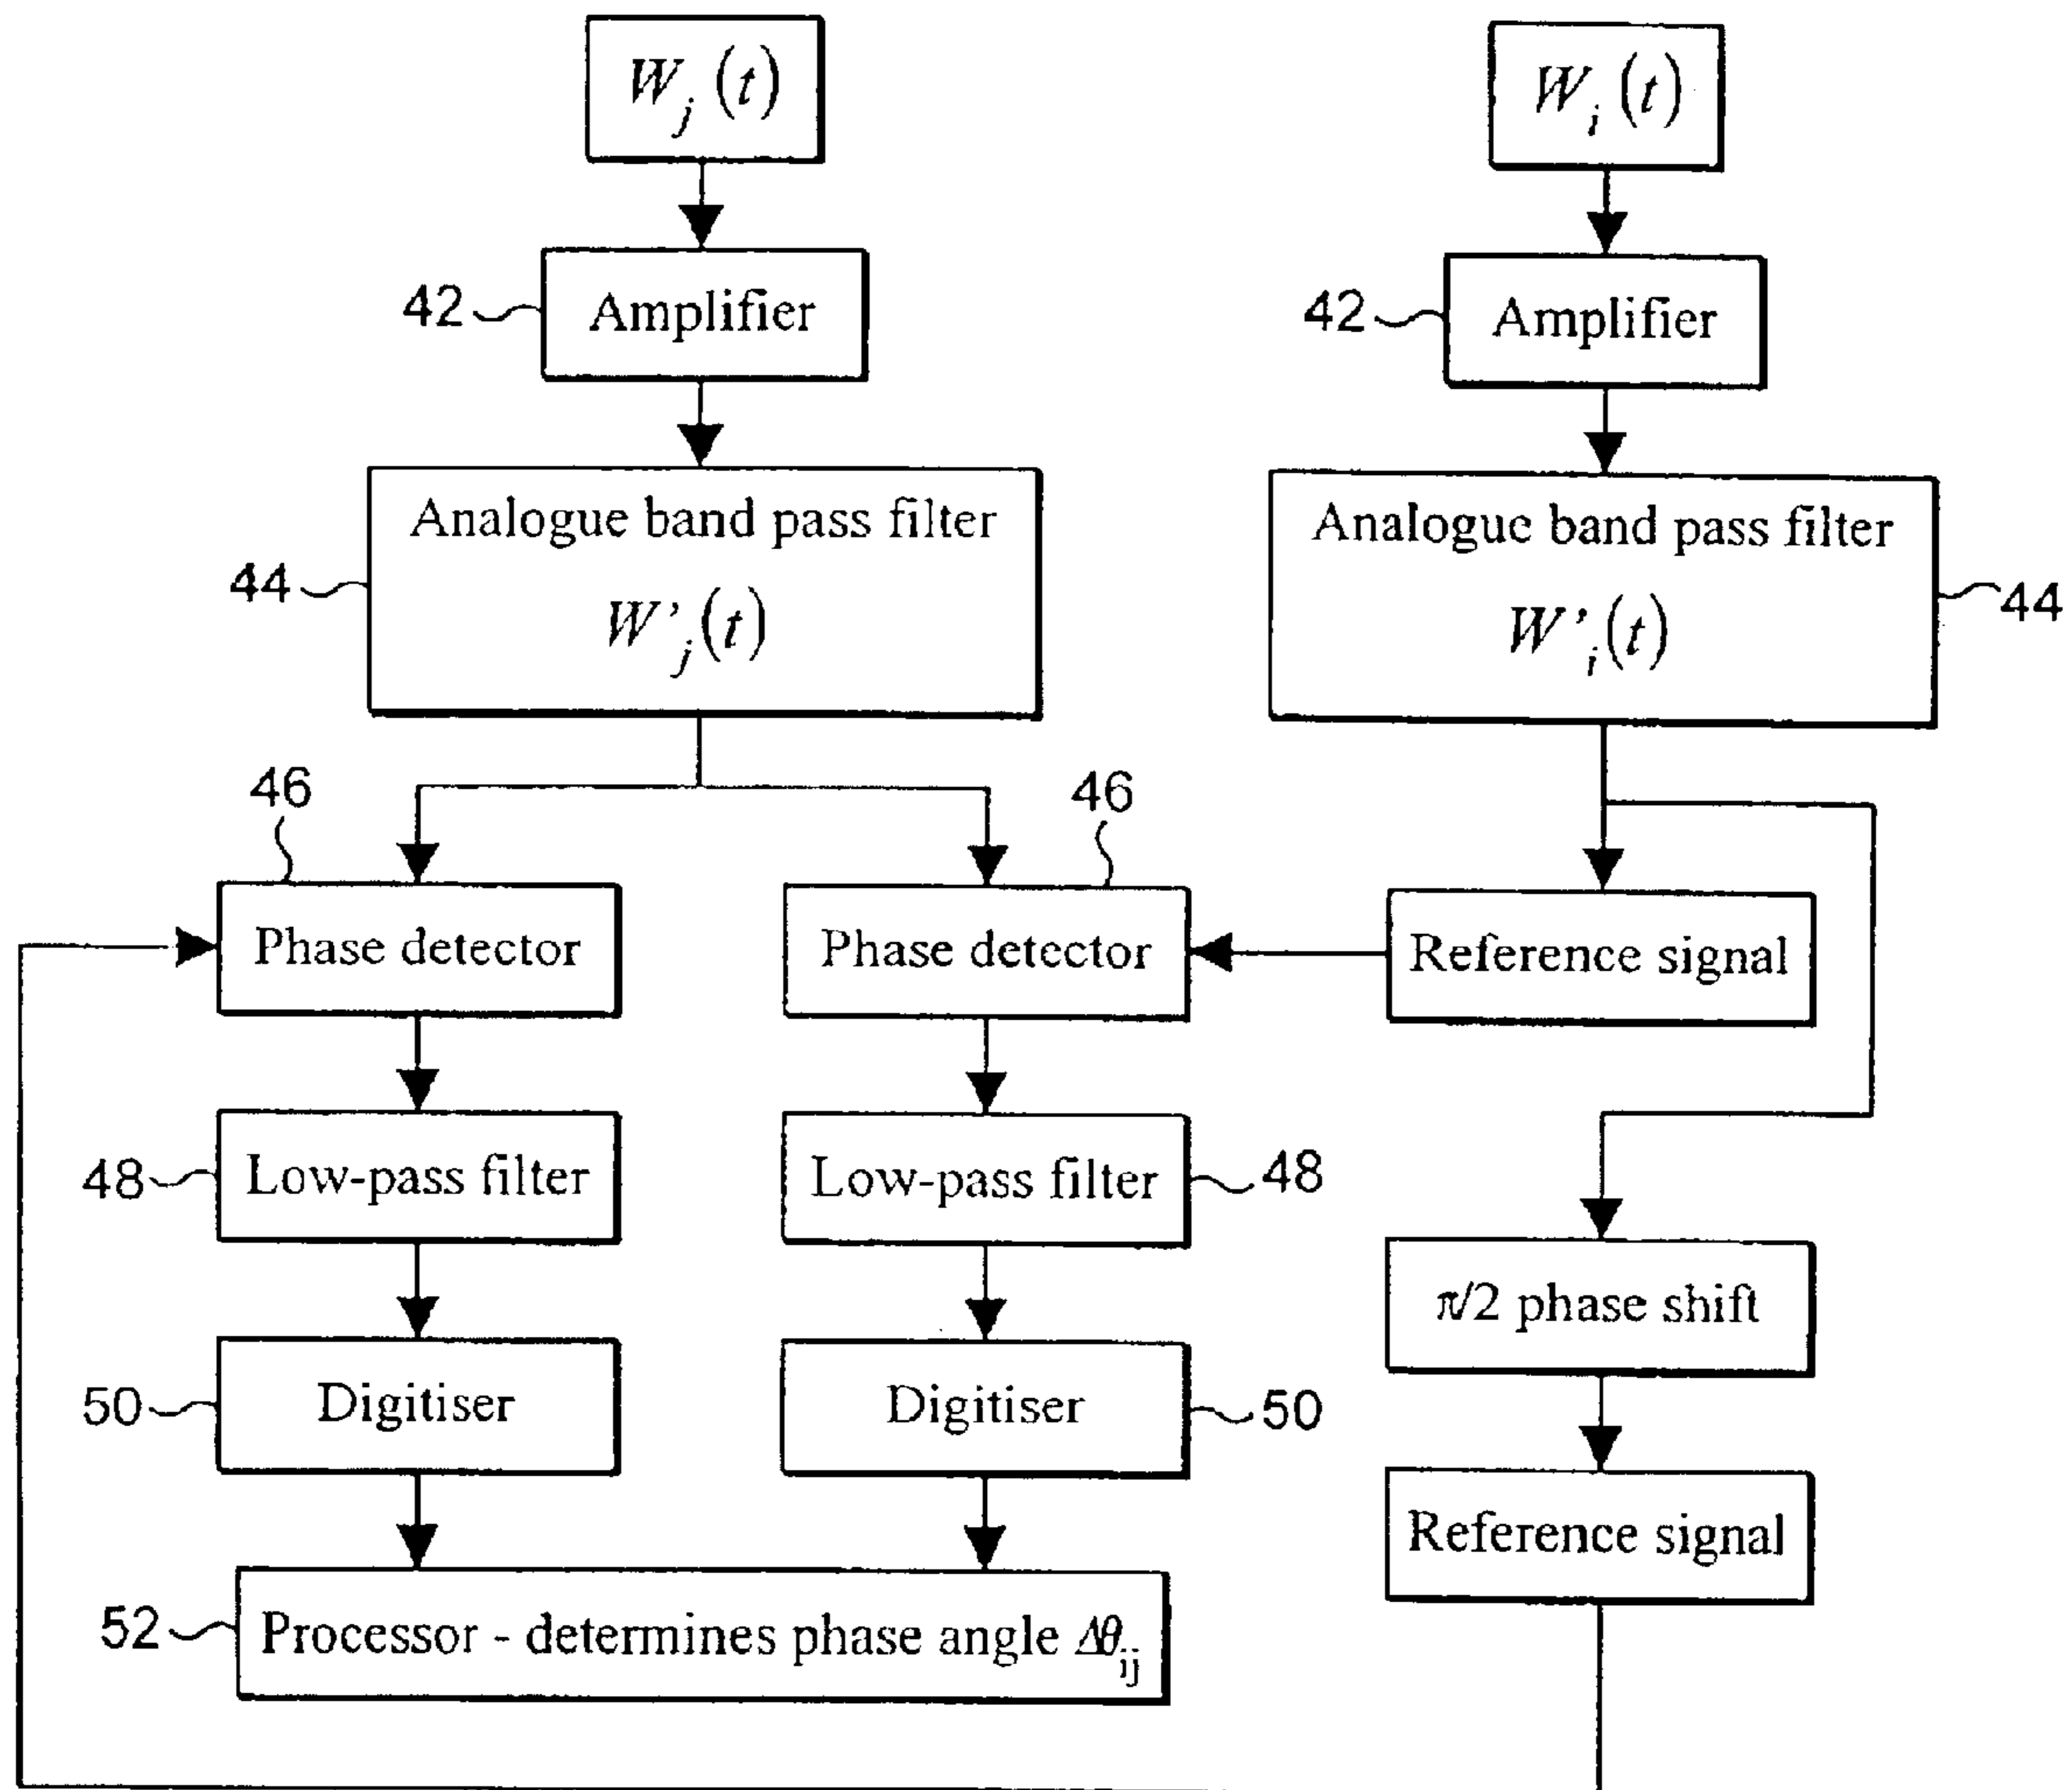 W_j (t)
W_i (t)
42
Amplifier
42
Amplifier
Analogue band pass filter
44
W'_j(t)
Analogue band pass filter
W'_i(t)
44
46
46
Phase detector
Phase detector
Reference signal
48
Low-pass filter
Low-pass filter
48
π/2 phase shift
50
Digitiser
Digitiser
50
Reference signal
52
Processor - determines phase angle Δθ_ij